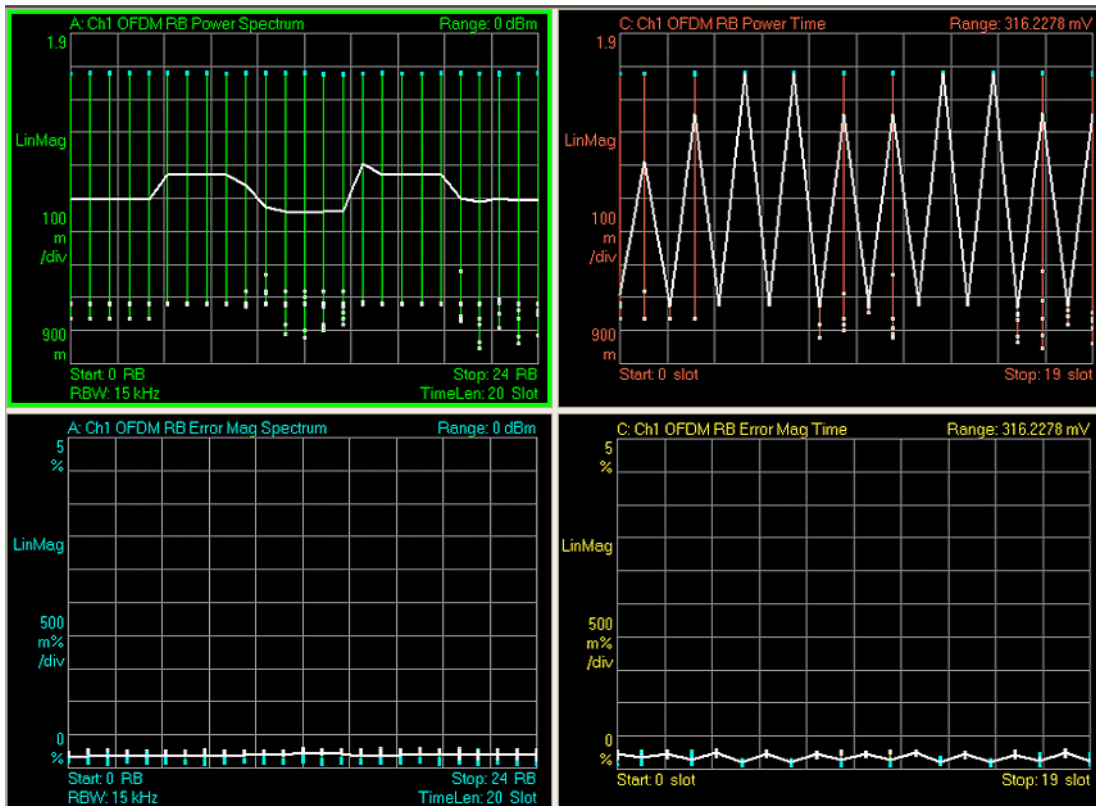 A: Ch1 OFDM RB Power Spectrum Range: 0 dBm
1.9
LinMag
100
m
/div
900
m
Start: 0 RB Stop: 24 RB
RBW: 15 kHz TimeLen: 20 Slot
C: Ch1 OFDM RB Power Time Range: 316.2278 mV
1.9
LinMag
100
m
/div
900
m
Start: 0 slot Stop: 19 slot
A: Ch1 OFDM RB Error Mag Spectrum Range: 0 dBm
5
%
LinMag
500
m%
/div
0
%
Start: 0 RB Stop: 24 RB
RBW: 15 kHz TimeLen: 20 Slot
C: Ch1 OFDM RB Error Mag Time Range: 316.2278 mV
5
%
LinMag
500
m%
/div
0
%
Start: 0 slot Stop: 19 slot